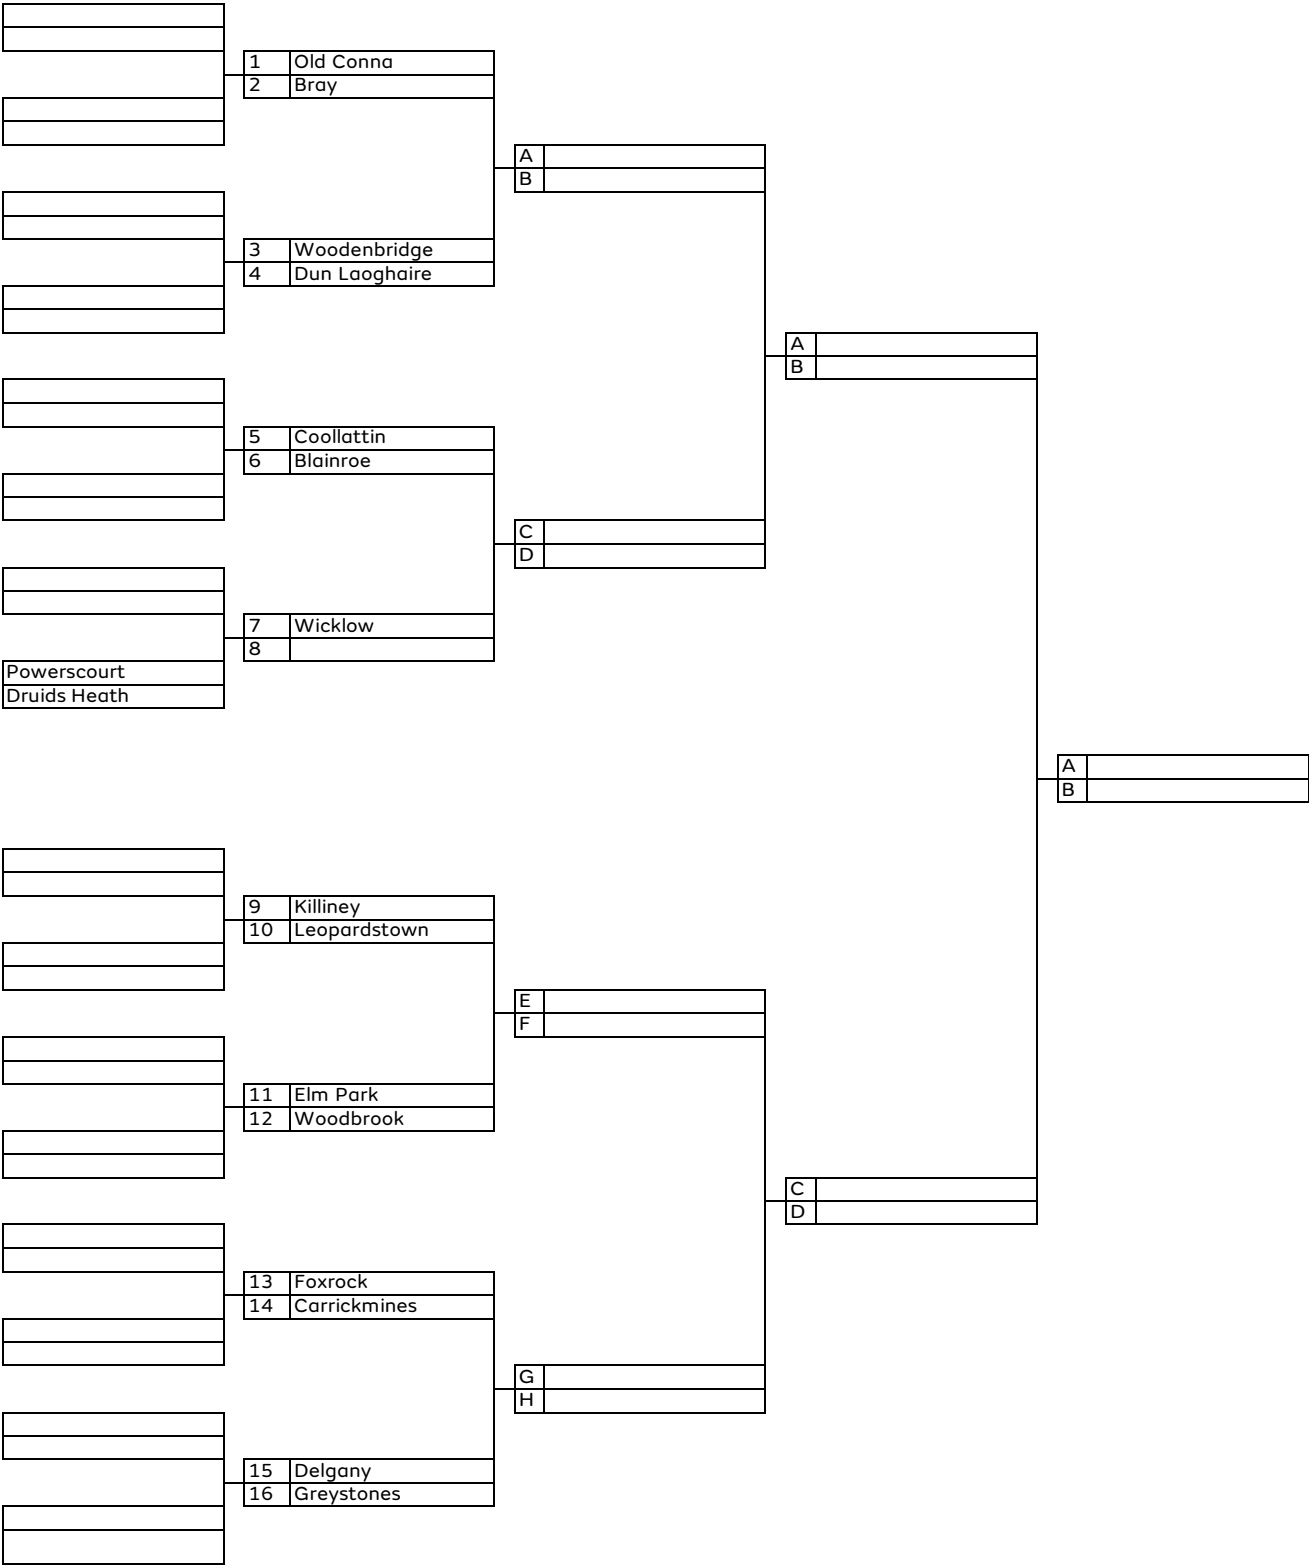 1 Old Conna
2 Bray
A
B
3 Woodenbridge
4 Dun Laoghaire
A
B
5 Coollattin
6 Blainroe
C
D
7 Wicklow
8
Powerscourt
Druids Heath
A
B
9 Killiney
10 Leopardstown
E
F
11 Elm Park
12 Woodbrook
C
D
13 Foxrock
14 Carrickmines
G
H
15 Delgany
16 Greystones